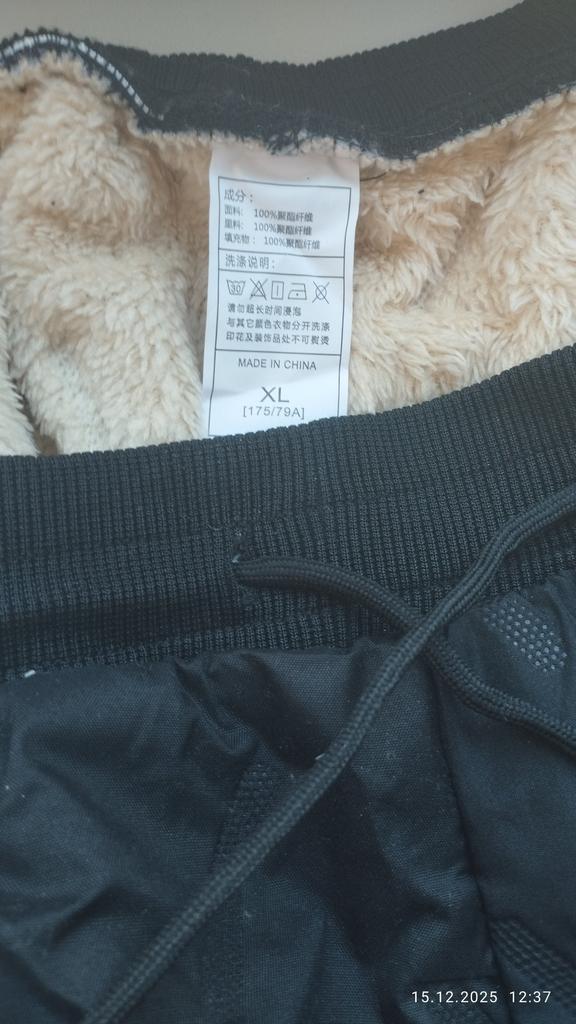 成分：
面料： 100%聚酯纤维
里料： 100%聚酯纤维
填充物： 100%聚酯纤维
洗涤说明：
30
请勿超长时间浸泡
与其它颜色衣物分开洗涤
印花及装饰品处不可熨烫
MADE IN CHINA
XL
[175/79A]
15.12.2025 12:37